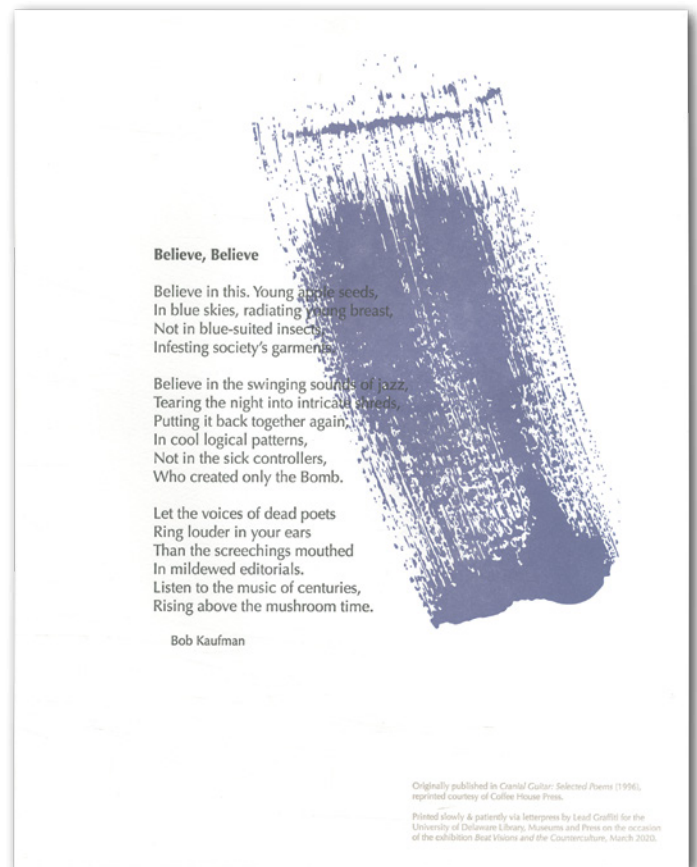 Believe, Believe
Believe in this. Young apple seeds,
In blue skies, radiating young breast,
Not in blue-suited insects,
Infesting society's garments.
Believe in the swinging sounds of jazz,
Tearing the night into intricate shreds,
Putting it back together again,
In cool logical patterns,
Not in the sick controllers,
Who created only the Bomb.
Let the voices of dead poets
Ring louder in your ears
Than the screechings mouthed
In mildewed editorials.
Listen to the music of centuries,
Rising above the mushroom time.
Bob Kaufman
Originally published in Cranial Guitar: Selected Poems (1996),
reprinted courtesy of Coffee House Press.
Printed slowly & patiently via letterpress by Lead Graffiti for the
University of Delaware Library, Museums and Press on the occasion
of the exhibition Beat Visions and the Counterculture, March 2020.